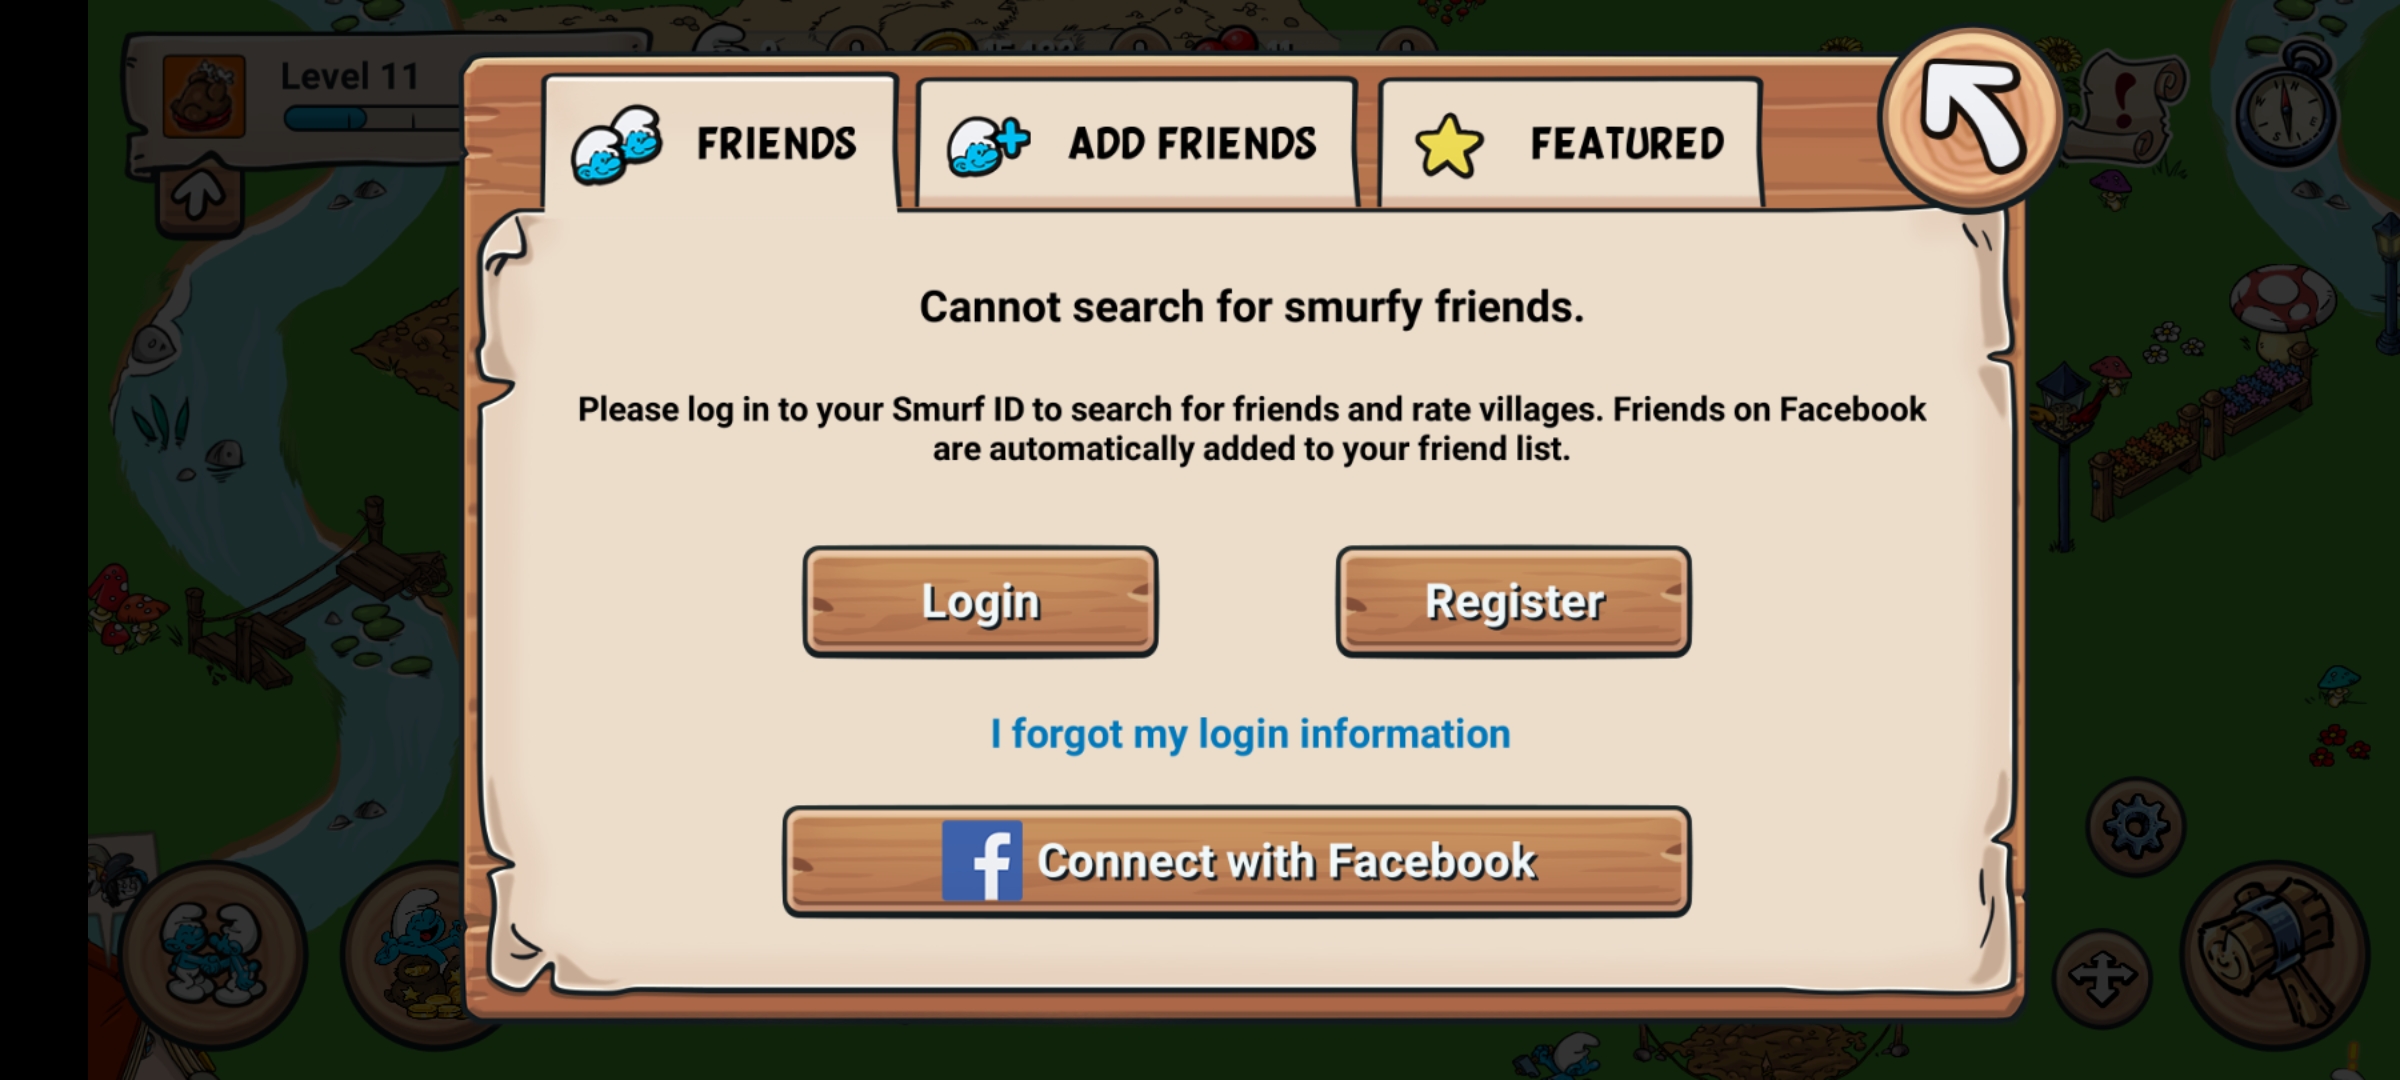 Level 11
FRIENDS
ADD FRIENDS
FEATURED
Cannot search for smurfy friends.
Please log in to your Smurf ID to search for friends and rate villages. Friends on Facebook
are automatically added to your friend list.
Login
Register
I forgot my login information
f Connect with Facebook